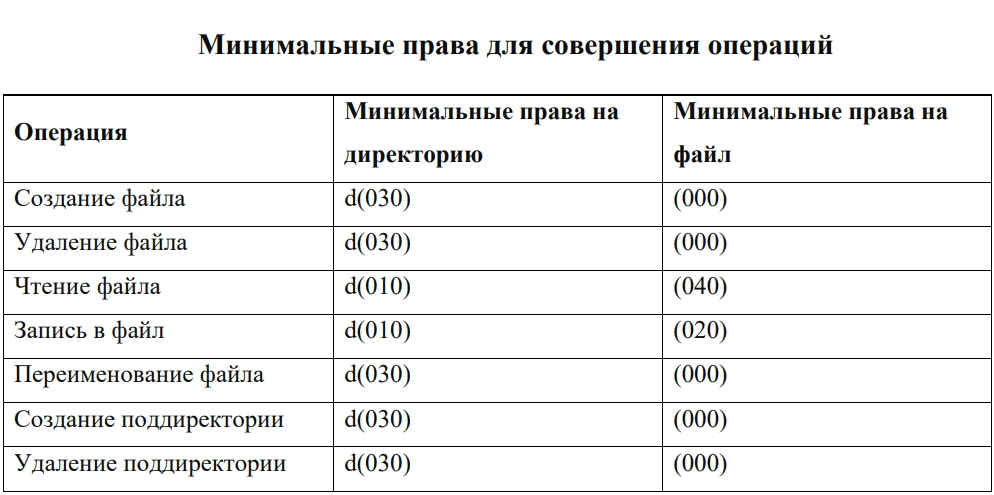 Минимальные права для совершения операций
Операция
Минимальные права на
директорию
Минимальные права на
файл
Создание файла d(030) (000)
Удаление файла d(030) (000)
Чтение файла d(010) (040)
Запись в файл d(010) (020)
Переименование файла d(030) (000)
Создание поддиректории d(030) (000)
Удаление поддиректории d(030) (000)